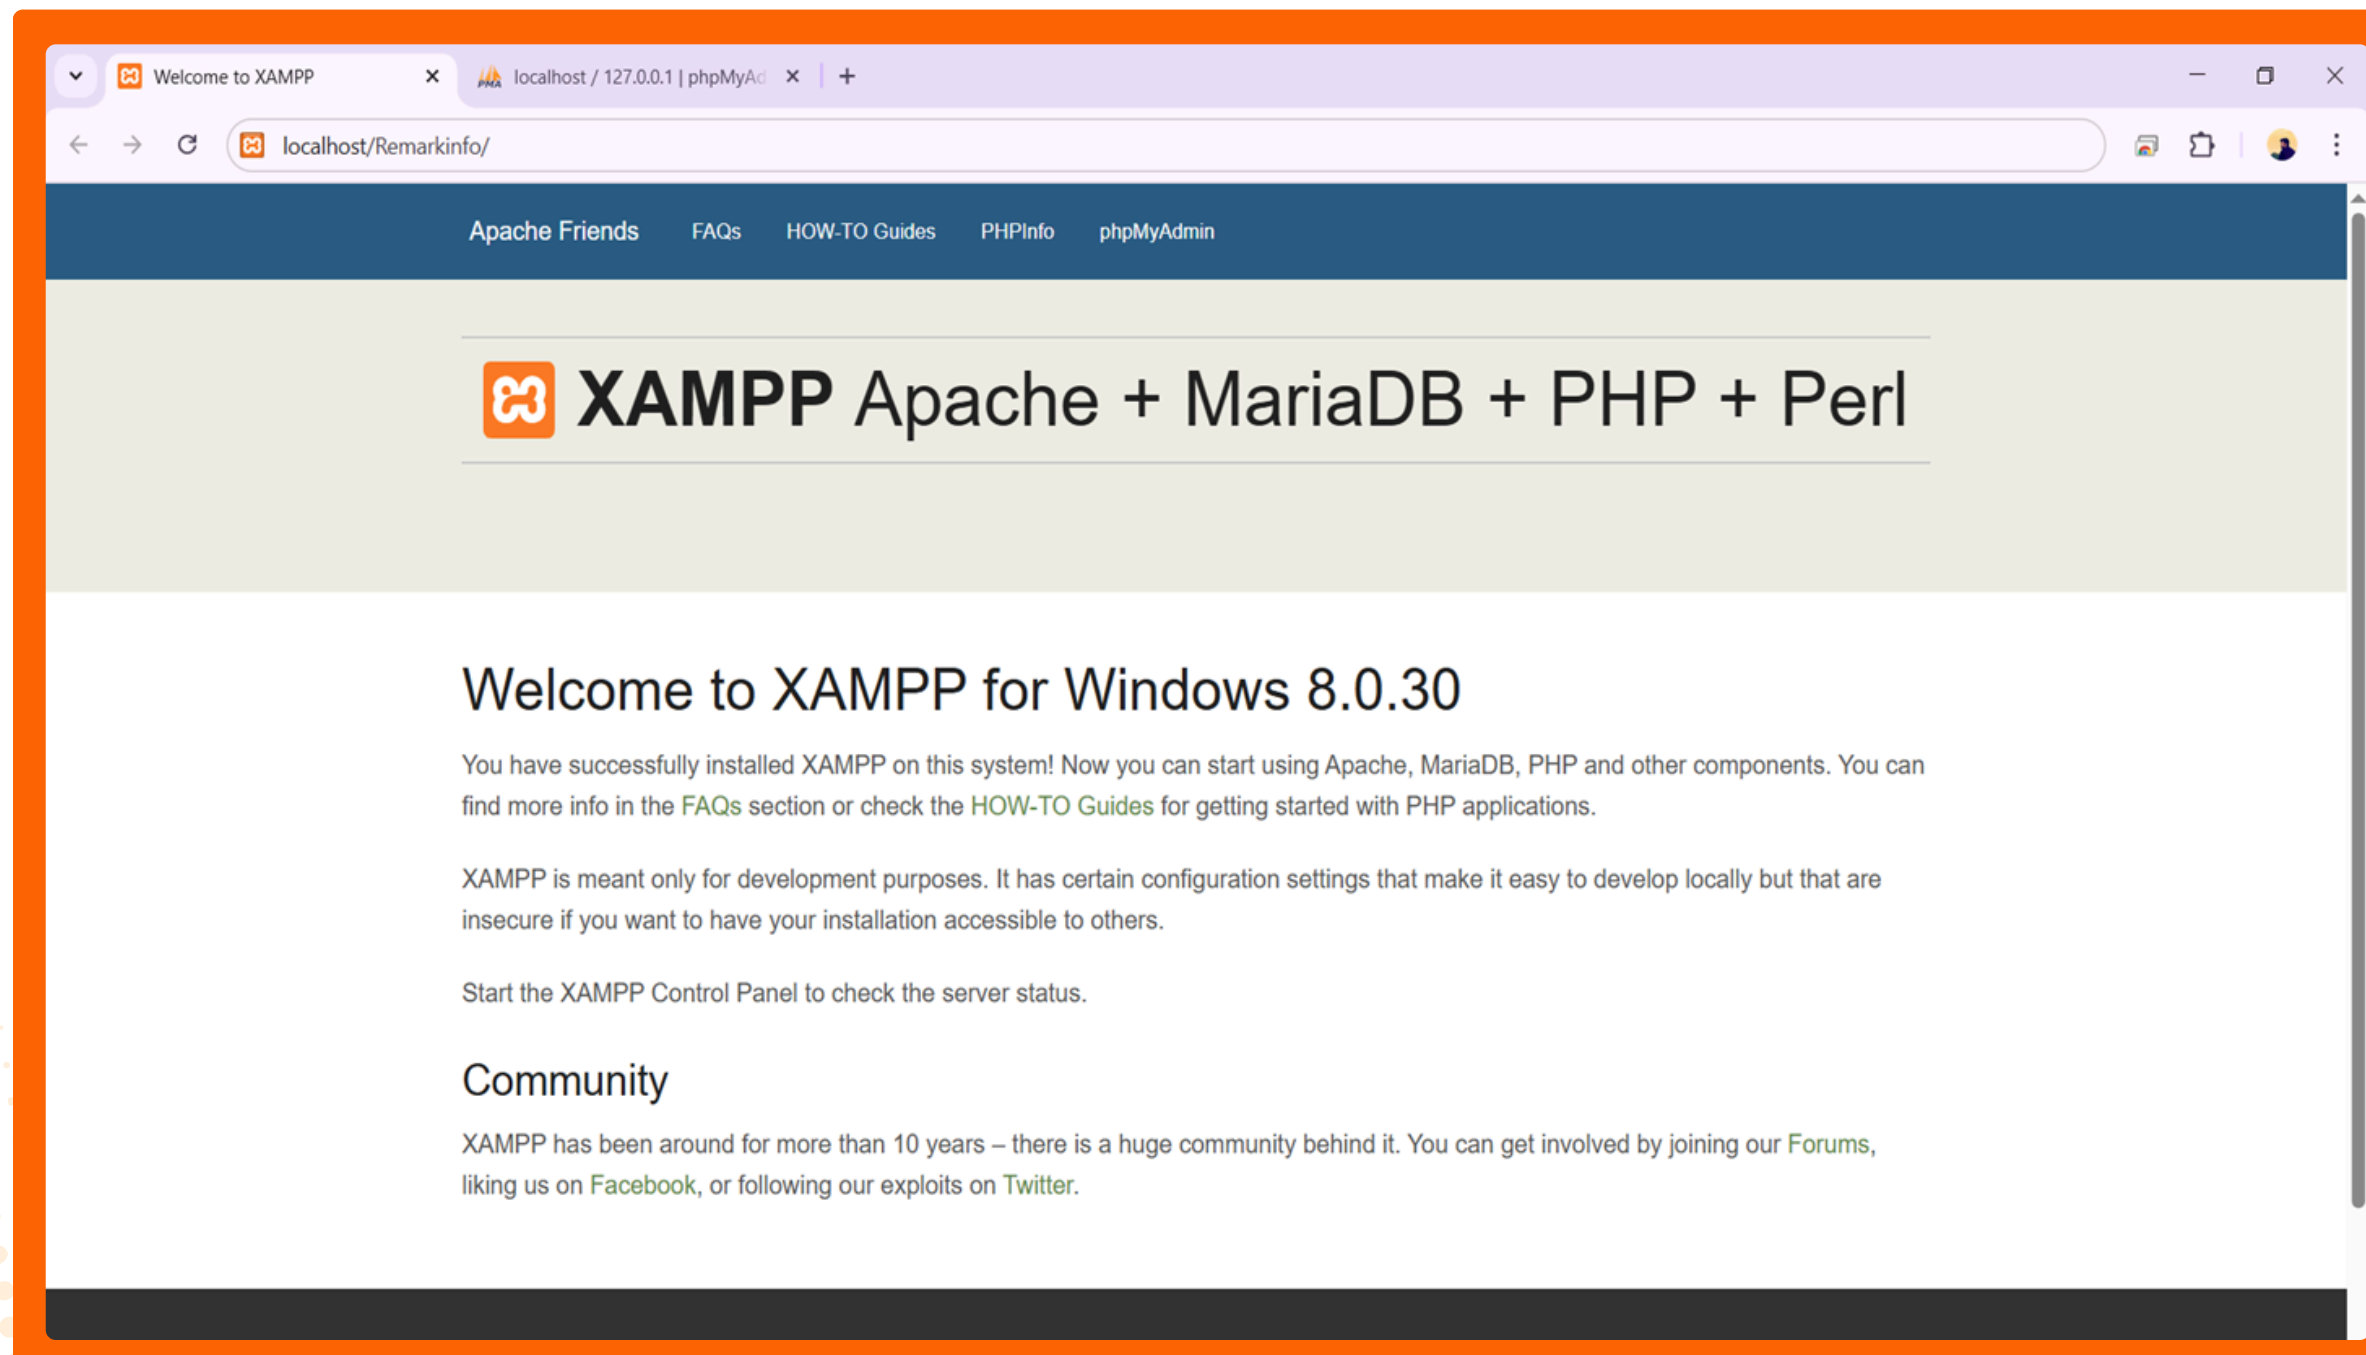 Welcome to XAMPP
localhost / 127.0.0.1 | phpMyAd
localhost/Remarkinfo/
Apache Friends FAQs HOW-TO Guides PHPInfo phpMyAdmin
XAMPP Apache + MariaDB + PHP + Perl
Welcome to XAMPP for Windows 8.0.30
You have successfully installed XAMPP on this system! Now you can start using Apache, MariaDB, PHP and other components. You can
find more info in the FAQs section or check the HOW-TO Guides for getting started with PHP applications.
XAMPP is meant only for development purposes. It has certain configuration settings that make it easy to develop locally but that are
insecure if you want to have your installation accessible to others.
Start the XAMPP Control Panel to check the server status.
Community
XAMPP has been around for more than 10 years – there is a huge community behind it. You can get involved by joining our Forums,
liking us on Facebook, or following our exploits on Twitter.